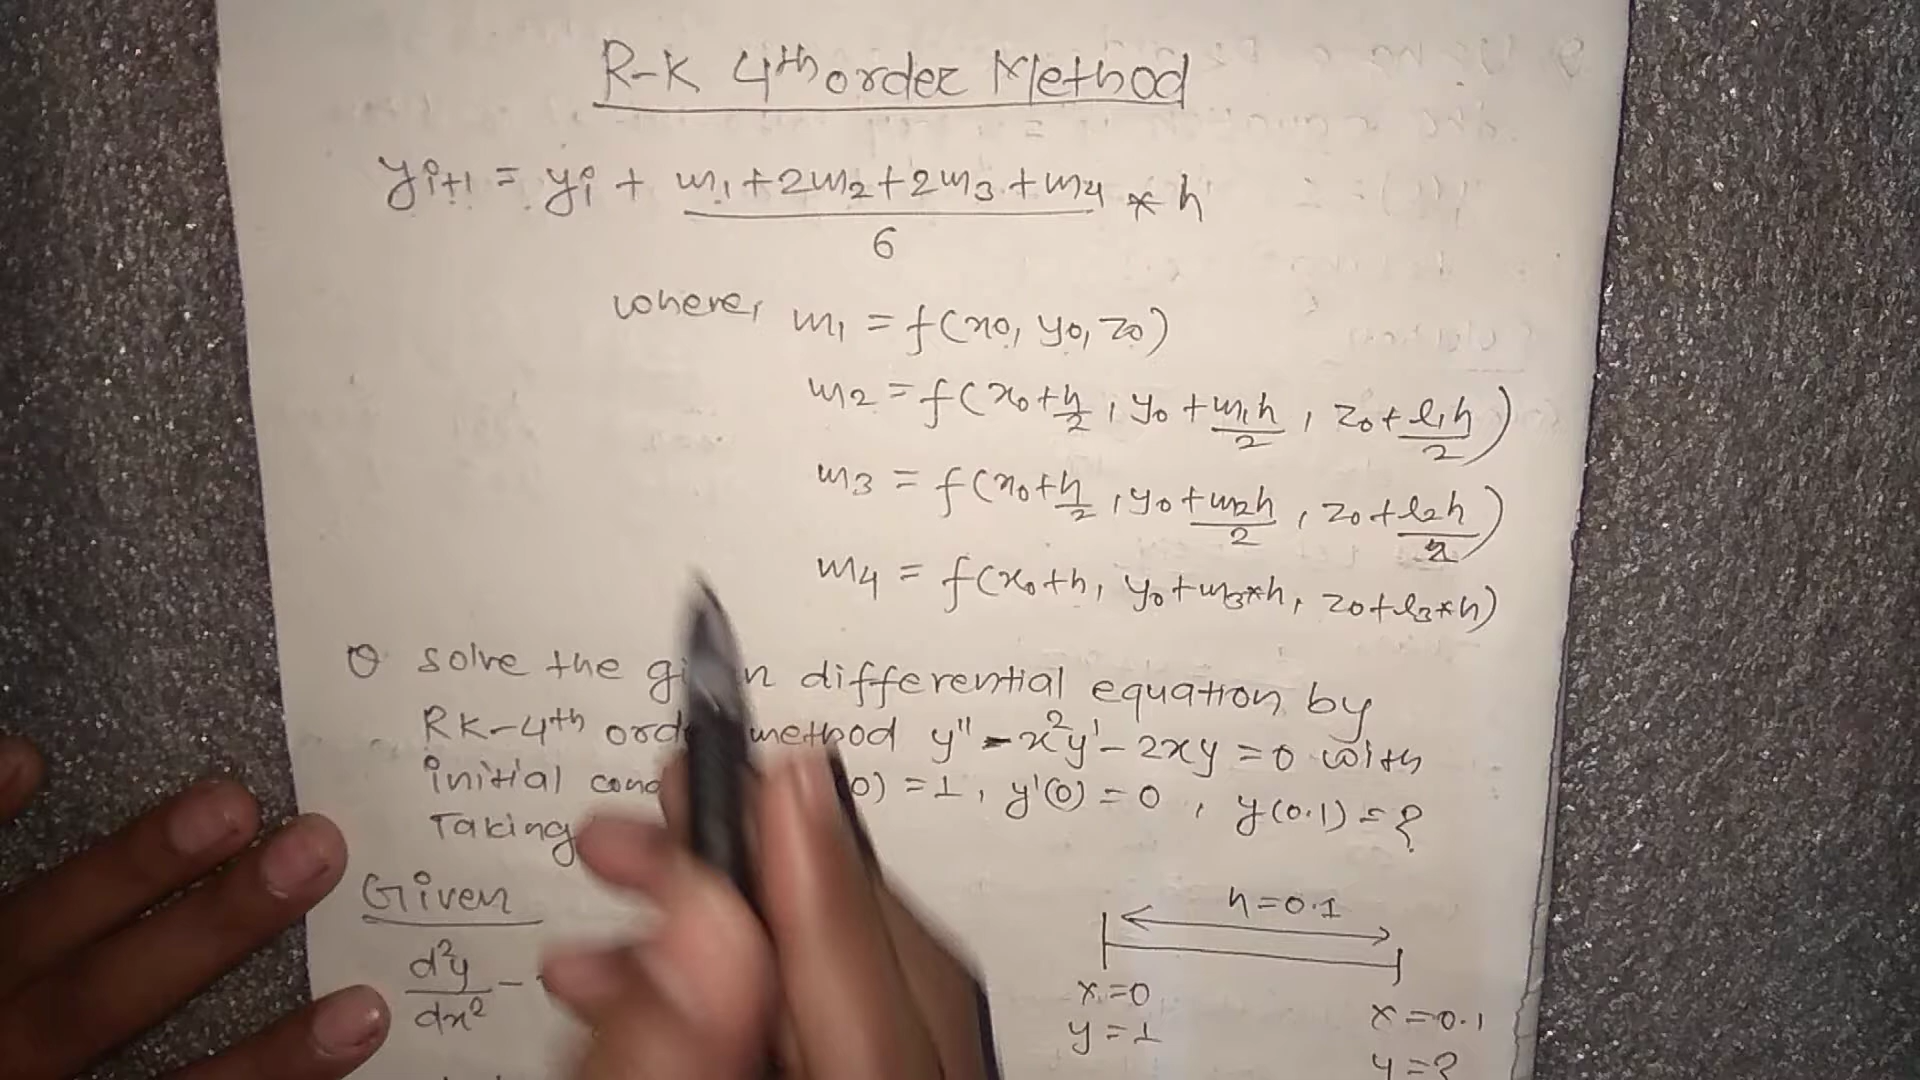 R-K 4th order Method
yi+1 = yi + m1 + 2m2 + 2m3 + m4 * h
6
where, m1 = f(x0, y0, z0)
m2 = f(x0 + h/2, y0 + m1h/2, z0 + l1h/2)
m3 = f(x0 + h/2, y0 + m2h/2, z0 + l2h/2)
m4 = f(x0+h, y0+m3*h, z0+l3*h)
Q solve the n differential equation by
RK-4th method y'' - x²y' - 2xy = 0 with
initial 0) = 1, y'(0) = 0, y(0.1) = ?
Taking
Given
h=0.1
d²y/dx² -
x=0
x=0.1
y=1
y=?